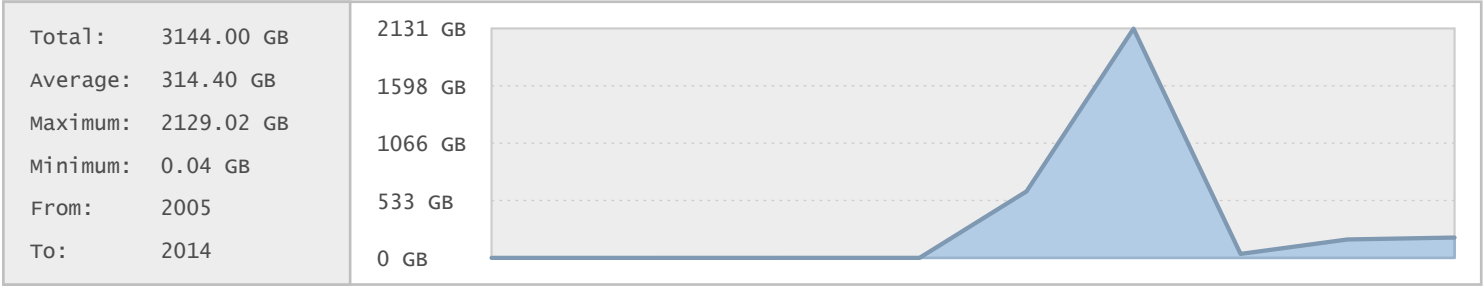 Total: 3144.00 GB
Average: 314.40 GB
Maximum: 2129.02 GB
Minimum: 0.04 GB
From: 2005
To: 2014
2131 GB
1598 GB
1066 GB
533 GB
0 GB